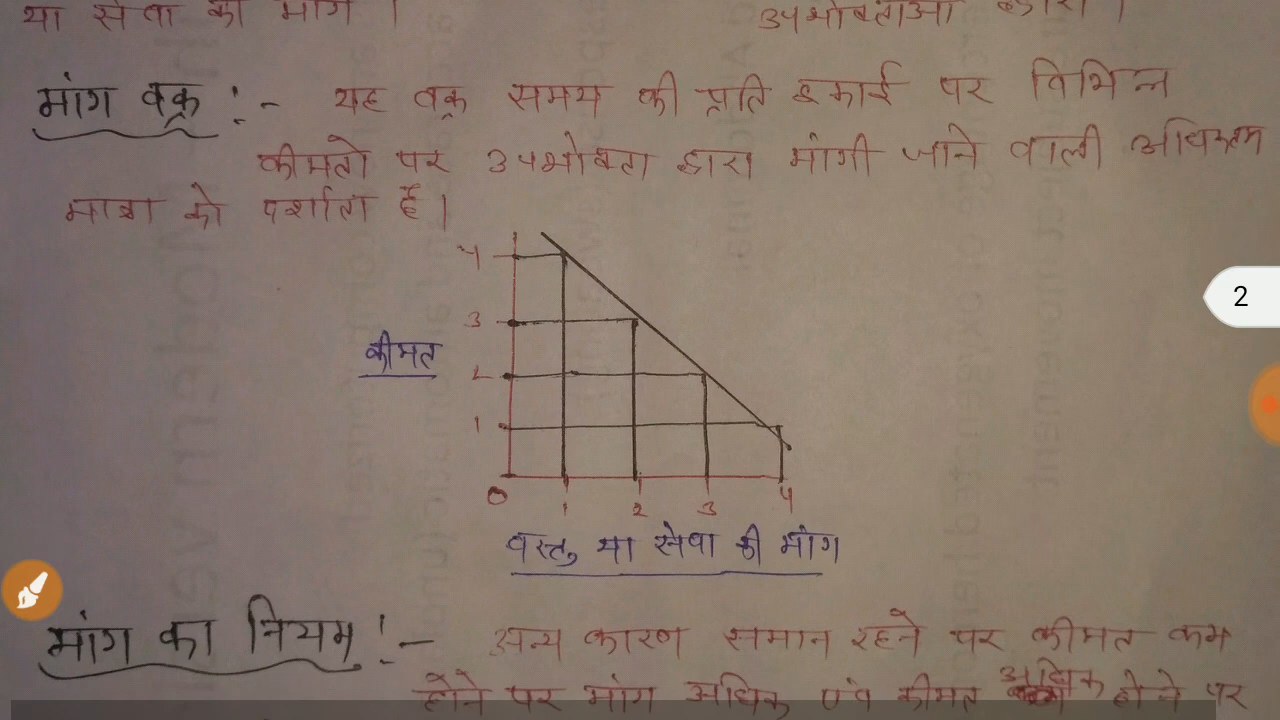 या सेवा की मांग । उपभोक्ताओं द्वारा ।
मांग वक्र :- यह वक्र समय की प्रति इकाई पर विभिन्न
कीमतो पर उपभोक्ता द्वारा मांगी जाने वाली अधिकतम
मात्रा को दर्शाता है ।
4
3
कीमत
2
1
0 1 2 3 4
वस्तु या सेवा की मांग
2
मांग का नियम :- अन्य कारण समान रहने पर कीमत कम
होने पर मांग अधिक एवं कीमत अधिक होने पर